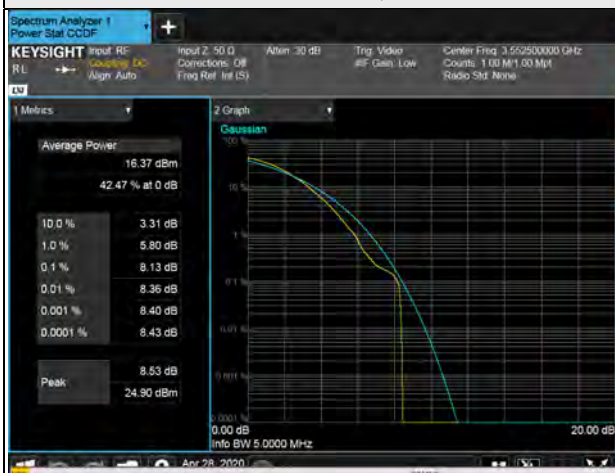 Spectrum Analyzer 1
Power Stat CCDF
+
KEYSIGHT
RL
Input: RF
Coupling: DC
Align: Auto
Input Z: 50 Ω
Corrections: Off
Freq Ref: Int (S)
Atten: 30 dB
Trig: Video
#IF Gain: Low
Center Freq: 3.552500000 GHz
Counts: 1.00 M/1.00 Mpt
Radio Std: None
1 Metrics
Average Power
16.37 dBm
42.47 % at 0 dB
10.0 % 3.31 dB
1.0 % 5.80 dB
0.1 % 8.13 dB
0.01 % 8.36 dB
0.001 % 8.40 dB
0.0001 % 8.43 dB
Peak
8.53 dB
24.90 dBm
2 Graph
Gaussian
100 %
10 %
1 %
0.1 %
0.01 %
0.001 %
0.0001 %
0.00 dB
20.00 dB
Info BW 5.0000 MHz
Apr 28, 2020